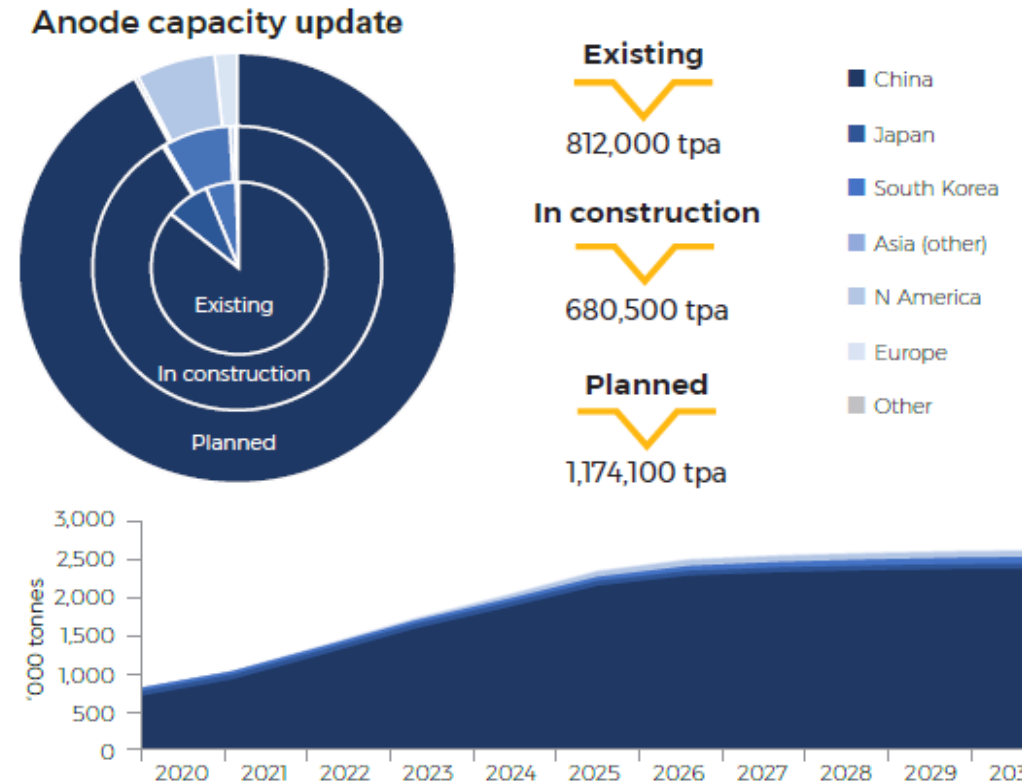 Anode capacity update
Existing
In construction
Planned
Existing
812,000 tpa
In construction
680,500 tpa
Planned
1,174,100 tpa
China
Japan
South Korea
Asia (other)
N America
Europe
Other
'000 tonnes
3,000
2,500
2,000
1,500
1,000
500
0
2020 2021 2022 2023 2024 2025 2026 2027 2028 2029